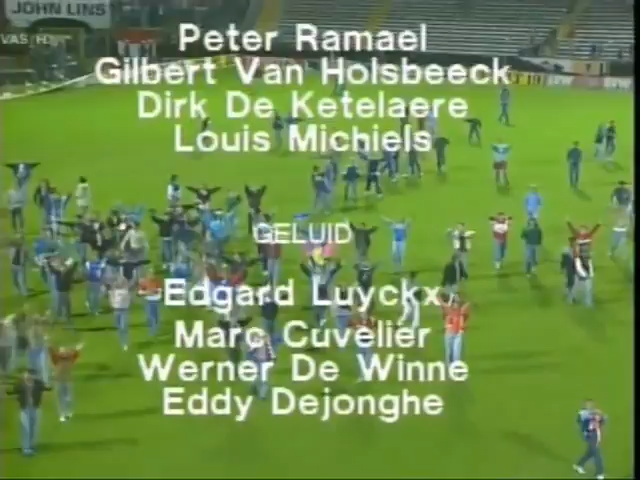 JOHN LINS
Peter Ramael
Gilbert Van Holsbeeck
Dirk De Ketelaere
Louis Michiels
GELUID
Edgard Luyckx
Marc Cuvelier
Werner De Winne
Eddy Dejonghe